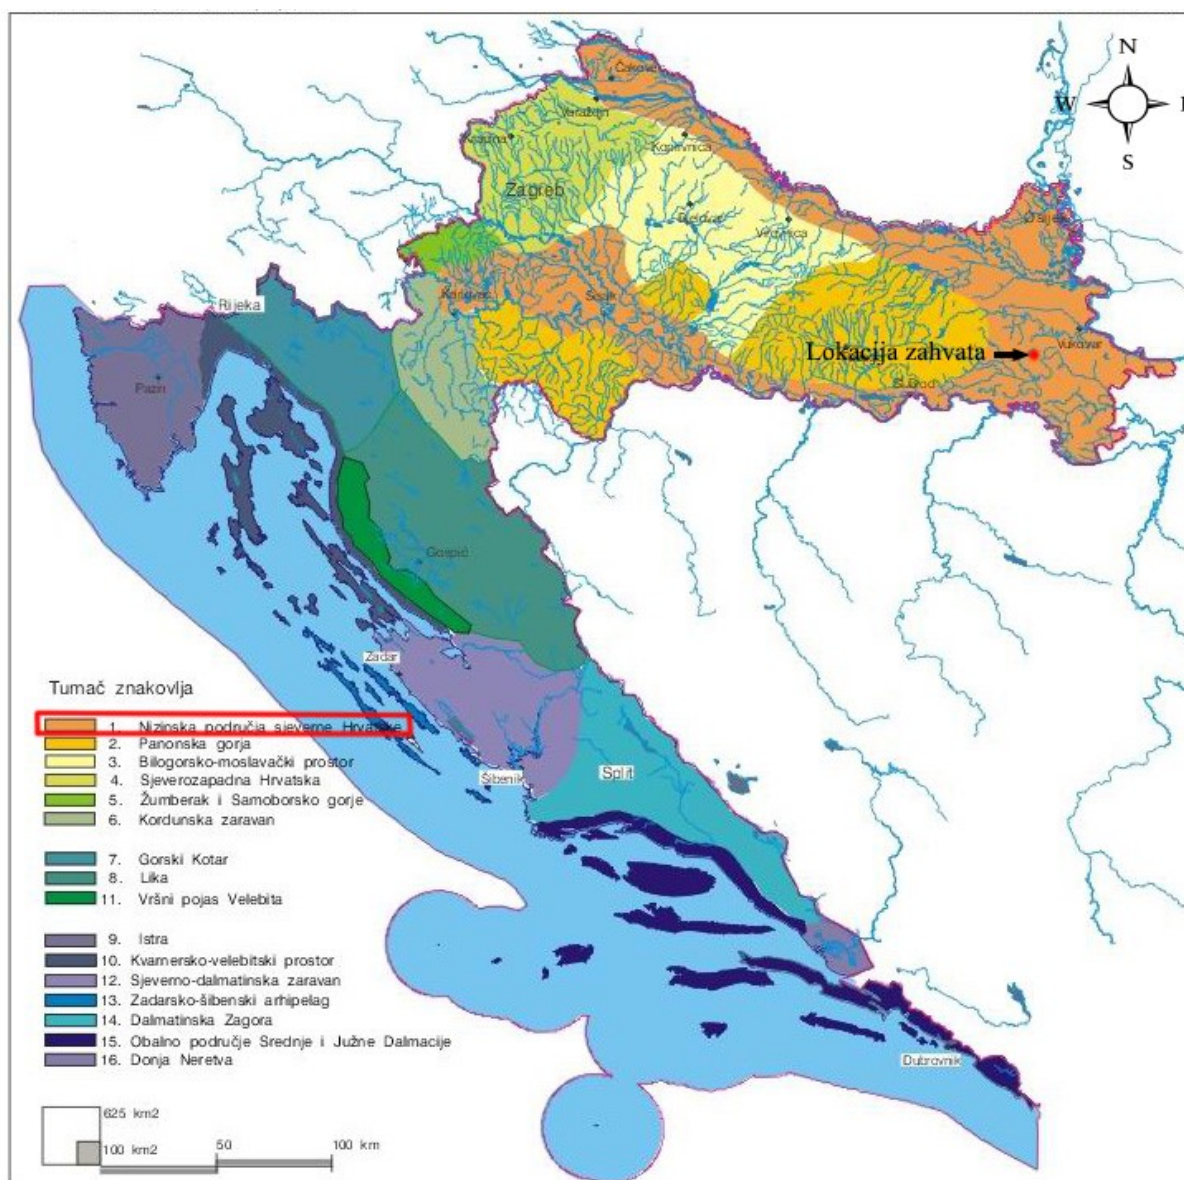 N
W
S
Čakovec
Varaždin
Krapina
Koprivnica
Zagreb
Bjelovar
Virovitica
Osijek
Rijeka
Karlovac
Sisak
Vukovar
Lokacija zahvata
Sl.Brod
Pazin
Gospić
Zadar
Šibenik
Split
Dubrovnik
Tumač znakovlja
1. Nizinska područja sjeverne Hrvatske
2. Panonska gorja
3. Bilogorsko-moslavački prostor
4. Sjeverozapadna Hrvatska
5. Žumberak i Samoborsko gorje
6. Kordunska zaravan
7. Gorski Kotar
8. Lika
11. Vršni pojas Velebita
9. Istra
10. Kvarnersko-velebitski prostor
12. Sjeverno-dalmatinska zaravan
13. Zadarsko-šibenski arhipelag
14. Dalmatinska Zagora
15. Obalno područje Srednje i Južne Dalmacije
16. Donja Neretva
625 km2
100 km2
50
100 km